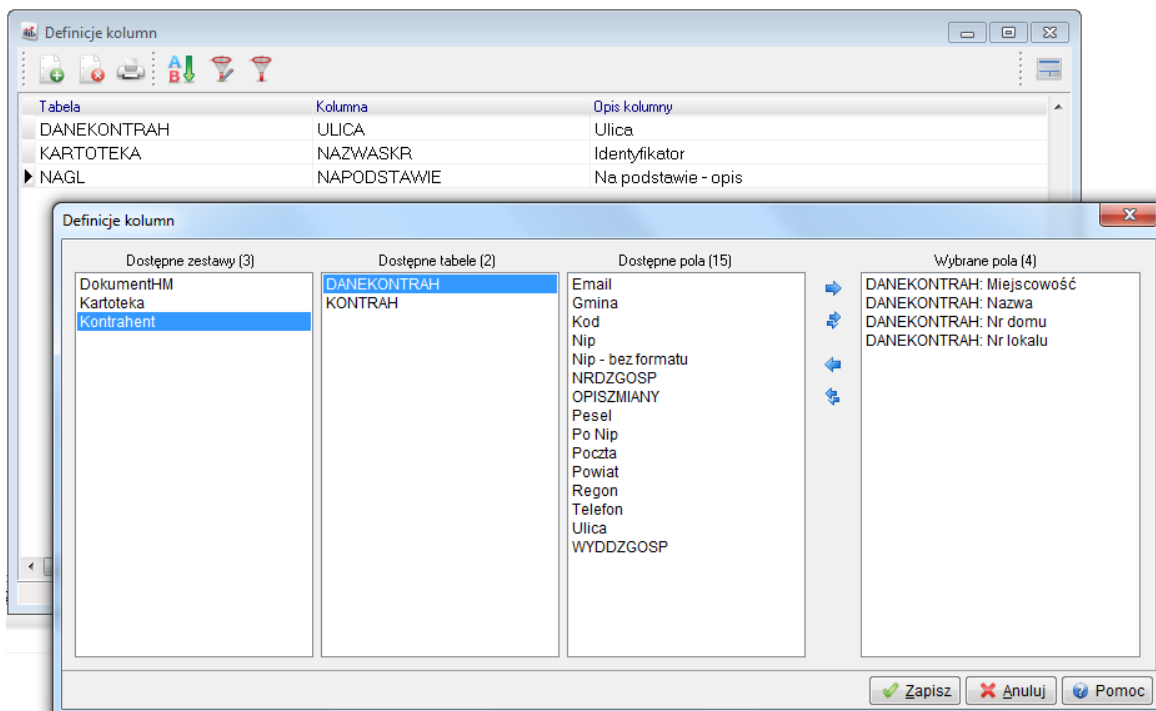 Definicje kolumn
Tabela Kolumna Opis kolumny
DANEKONTRAH ULICA Ulica
KARTOTEKA NAZWASKR Identyfikator
NAGL NAPODSTAWIE Na podstawie - opis
Definicje kolumn
Dostępne zestawy (3)
DokumentHM
Kartoteka
Kontrahent
Dostępne tabele (2)
DANEKONTRAH
KONTRAH
Dostępne pola (15)
Email
Gmina
Kod
Nip
Nip - bez formatu
NRDZGOSP
OPISZMIANY
Pesel
Po Nip
Poczta
Powiat
Regon
Telefon
Ulica
WYDDZGOSP
Wybrane pola (4)
DANEKONTRAH: Miejscowość
DANEKONTRAH: Nazwa
DANEKONTRAH: Nr domu
DANEKONTRAH: Nr lokalu
Zapisz Anuluj Pomoc